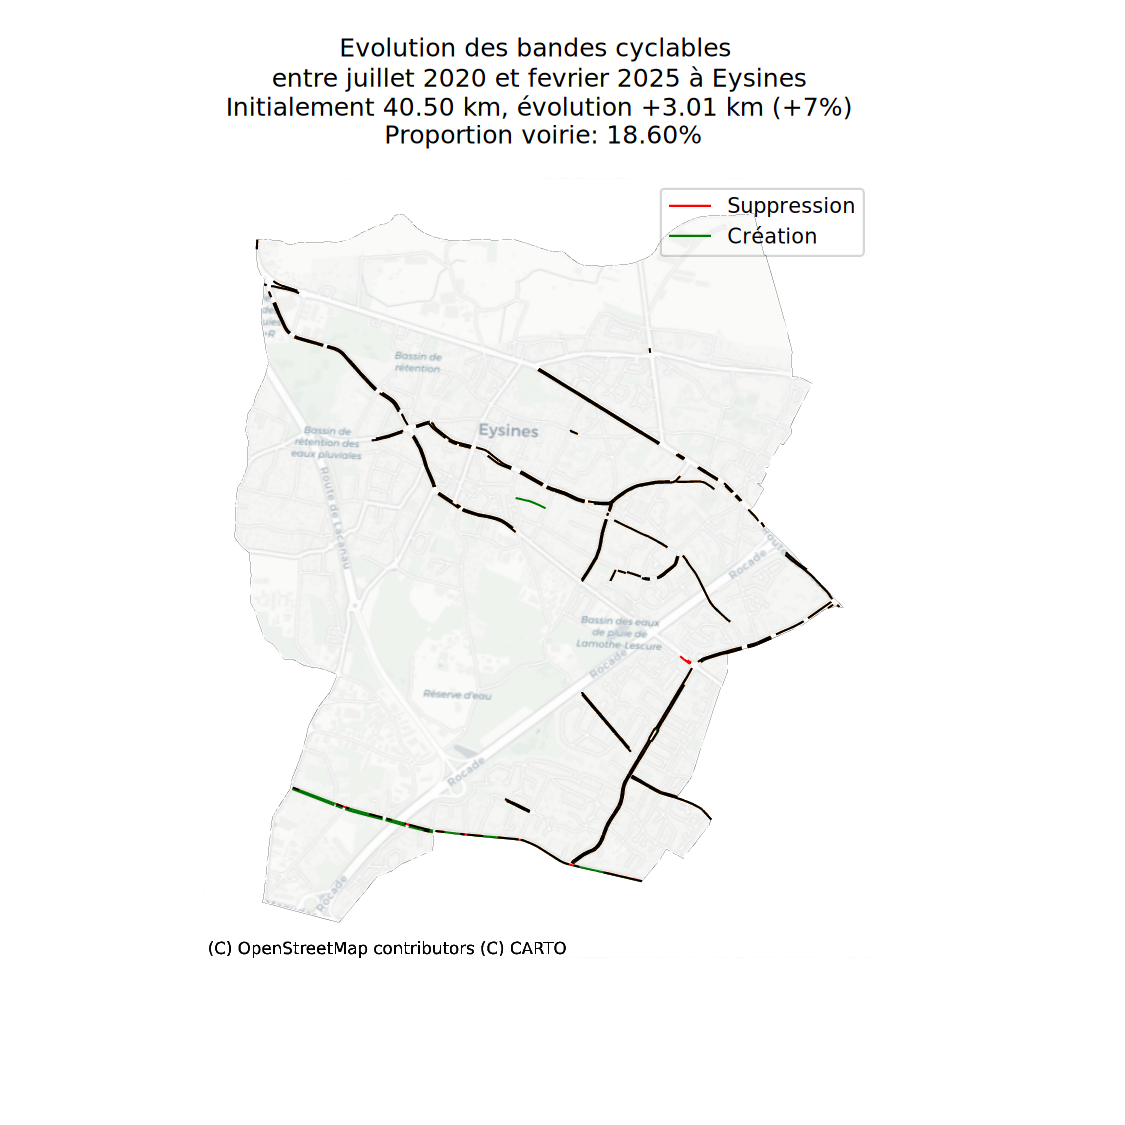 Evolution des bandes cyclables
entre juillet 2020 et fevrier 2025 à Eysines
Initialement 40.50 km, évolution +3.01 km (+7%)
Proportion voirie: 18.60%
Suppression
Création
Bassin de
rétention
Eysines
Bassin de
rétention des
eaux pluviales
Route de Lacanau
Rocade
Bassin des eaux
de pluie de
Lamothe-Lescure
Rocade
Réserve d'eau
Rocade
Rocade
(C) OpenStreetMap contributors (C) CARTO